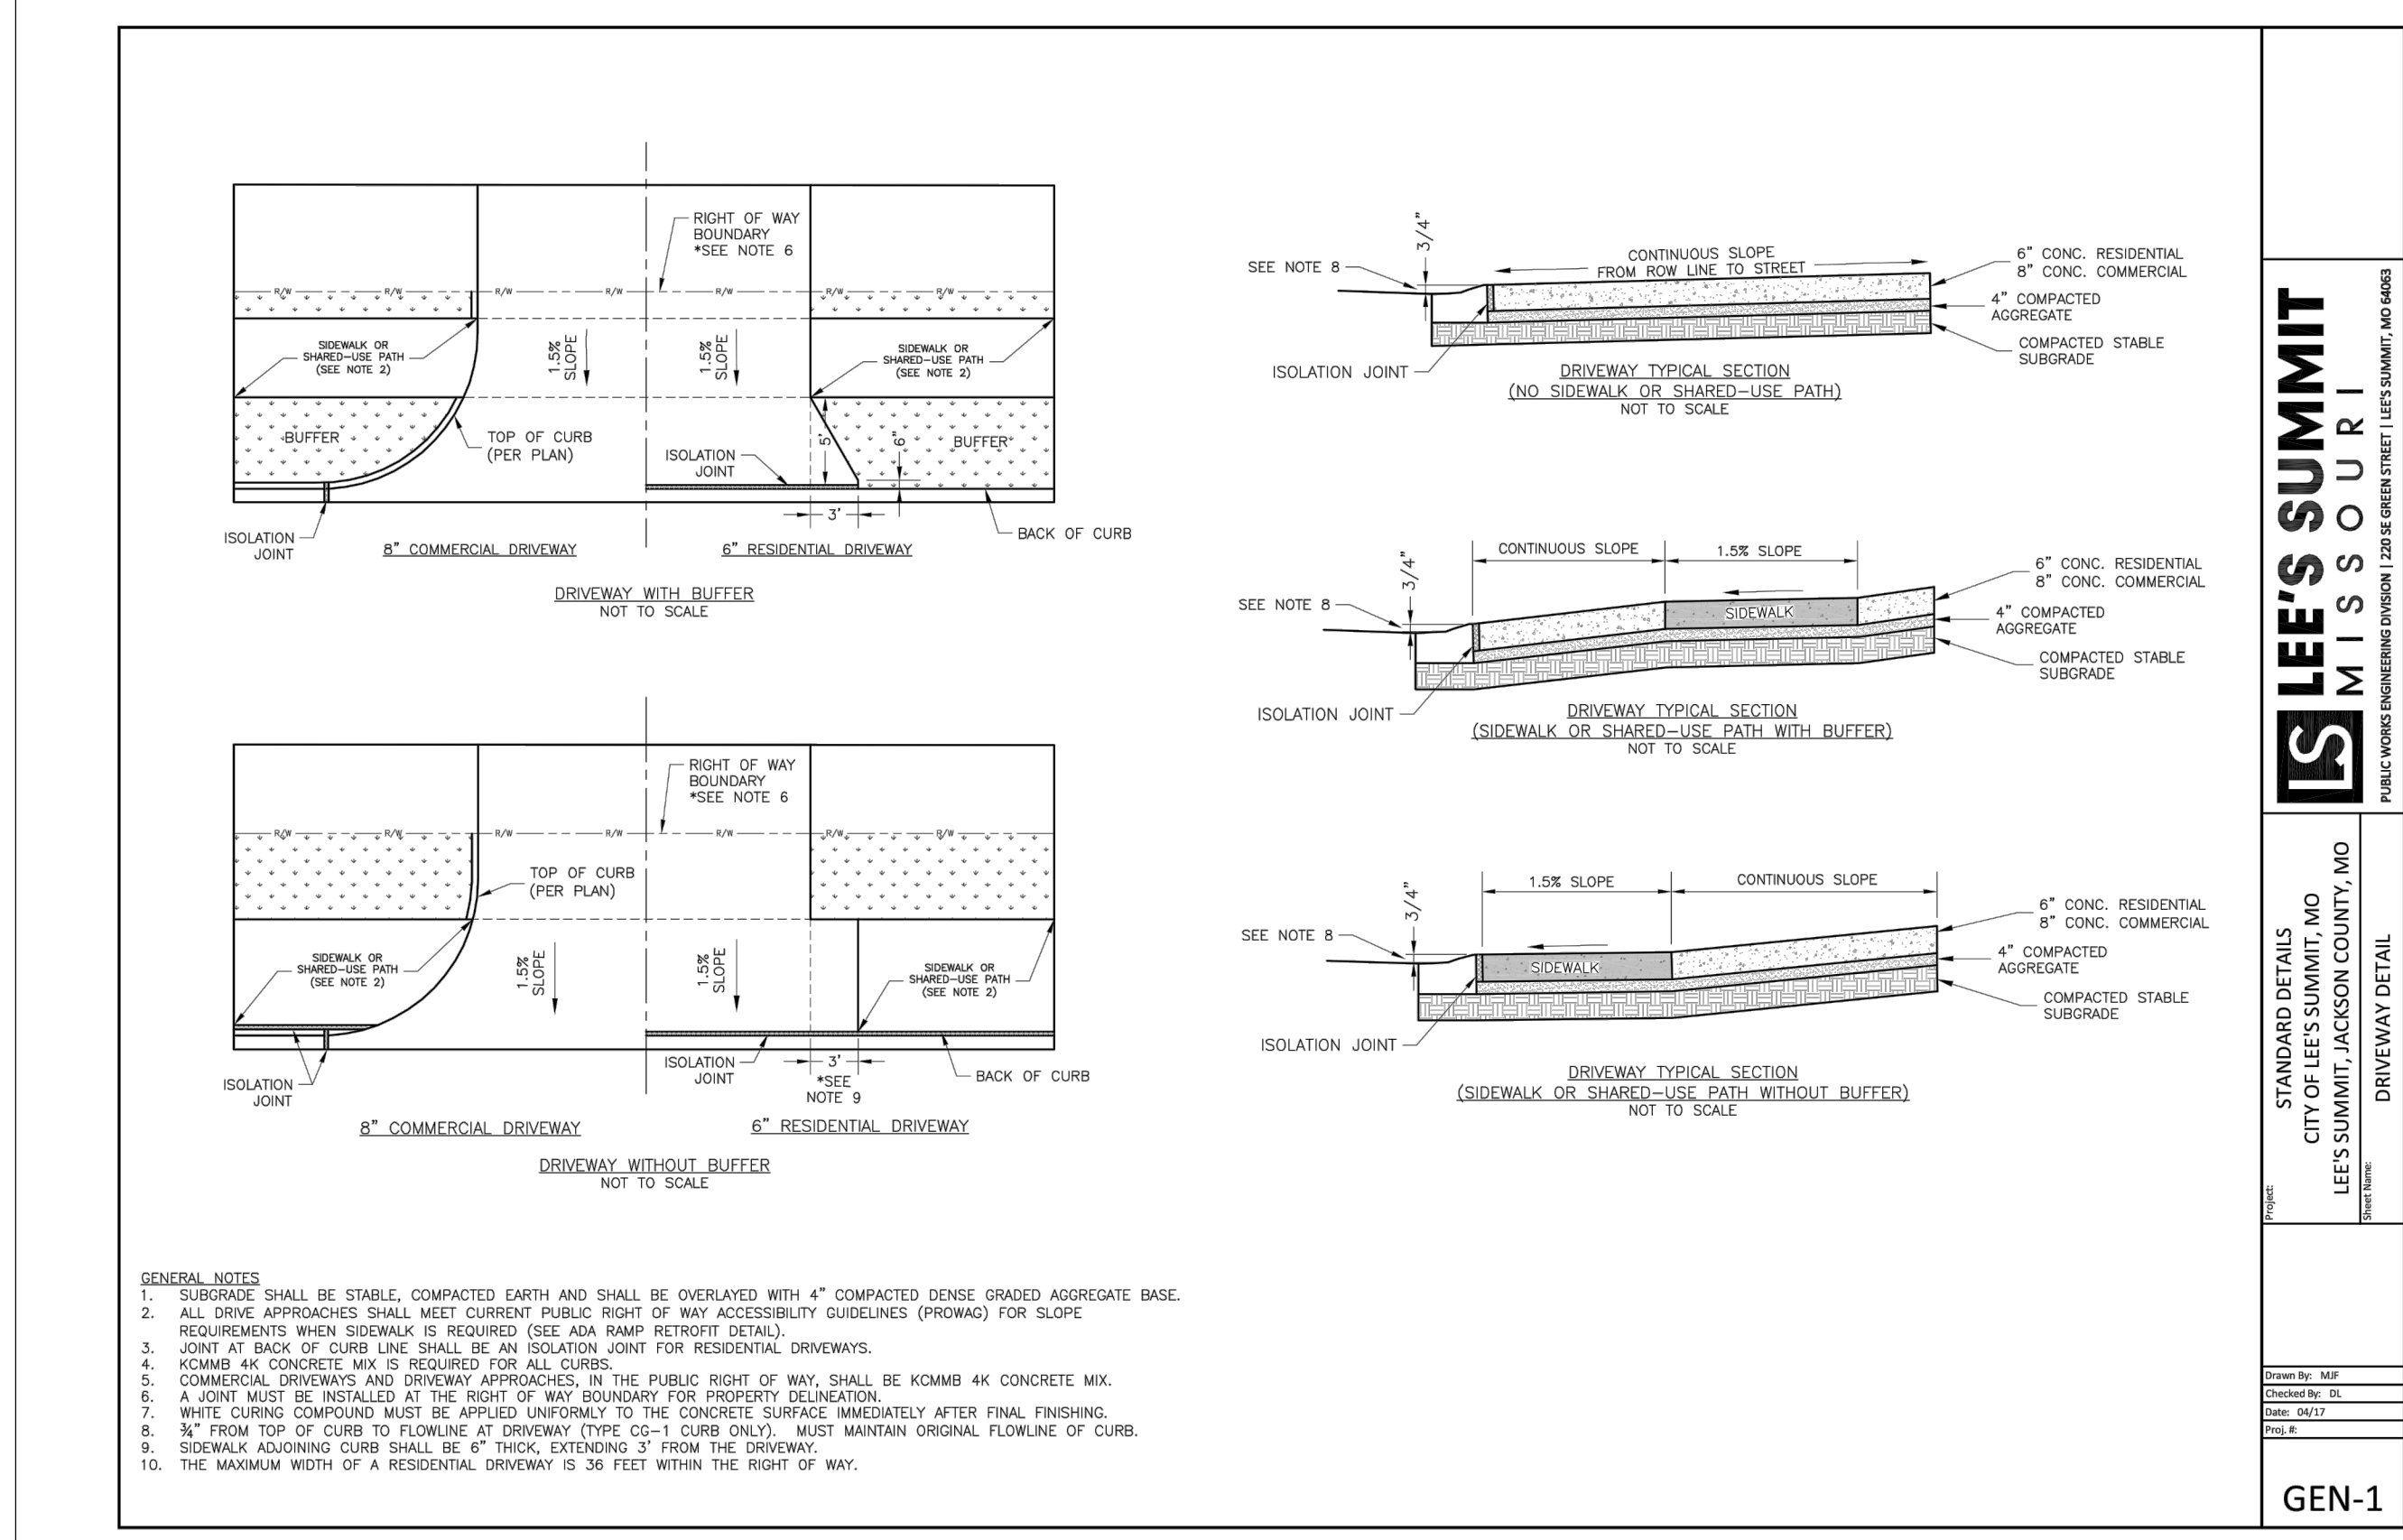 R/W R/W R/W R/W R/W R/W R/W
RIGHT OF WAY
BOUNDARY
*SEE NOTE 6
SIDEWALK OR
SHARED-USE PATH
(SEE NOTE 2)
1.5%
SLOPE
1.5%
SLOPE
SIDEWALK OR
SHARED-USE PATH
(SEE NOTE 2)
BUFFER
TOP OF CURB
(PER PLAN)
ISOLATION
JOINT
5'
6"
BUFFER
3'
ISOLATION
JOINT
BACK OF CURB
8" COMMERCIAL DRIVEWAY
6" RESIDENTIAL DRIVEWAY
DRIVEWAY WITH BUFFER
NOT TO SCALE
RIGHT OF WAY
BOUNDARY
*SEE NOTE 6
R/W R/W R/W R/W R/W R/W R/W
TOP OF CURB
(PER PLAN)
SIDEWALK OR
SHARED-USE PATH
(SEE NOTE 2)
1.5%
SLOPE
1.5%
SLOPE
SIDEWALK OR
SHARED-USE PATH
(SEE NOTE 2)
ISOLATION
JOINT
ISOLATION
JOINT
3'
*SEE
NOTE 9
BACK OF CURB
8" COMMERCIAL DRIVEWAY
6" RESIDENTIAL DRIVEWAY
DRIVEWAY WITHOUT BUFFER
NOT TO SCALE
3/4"
SEE NOTE 8
CONTINUOUS SLOPE
FROM ROW LINE TO STREET
6" CONC. RESIDENTIAL
8" CONC. COMMERCIAL
4" COMPACTED
AGGREGATE
COMPACTED STABLE
SUBGRADE
ISOLATION JOINT
DRIVEWAY TYPICAL SECTION
(NO SIDEWALK OR SHARED-USE PATH)
NOT TO SCALE
3/4"
SEE NOTE 8
CONTINUOUS SLOPE
1.5% SLOPE
SIDEWALK
6" CONC. RESIDENTIAL
8" CONC. COMMERCIAL
4" COMPACTED
AGGREGATE
COMPACTED STABLE
SUBGRADE
ISOLATION JOINT
DRIVEWAY TYPICAL SECTION
(SIDEWALK OR SHARED-USE PATH WITH BUFFER)
NOT TO SCALE
3/4"
SEE NOTE 8
1.5% SLOPE
CONTINUOUS SLOPE
SIDEWALK
6" CONC. RESIDENTIAL
8" CONC. COMMERCIAL
4" COMPACTED
AGGREGATE
COMPACTED STABLE
SUBGRADE
ISOLATION JOINT
DRIVEWAY TYPICAL SECTION
(SIDEWALK OR SHARED-USE PATH WITHOUT BUFFER)
NOT TO SCALE
GENERAL NOTES
1. SUBGRADE SHALL BE STABLE, COMPACTED EARTH AND SHALL BE OVERLAYED WITH 4" COMPACTED DENSE GRADED AGGREGATE BASE.
2. ALL DRIVE APPROACHES SHALL MEET CURRENT PUBLIC RIGHT OF WAY ACCESSIBILITY GUIDELINES (PROWAG) FOR SLOPE
REQUIREMENTS WHEN SIDEWALK IS REQUIRED (SEE ADA RAMP RETROFIT DETAIL).
3. JOINT AT BACK OF CURB LINE SHALL BE AN ISOLATION JOINT FOR RESIDENTIAL DRIVEWAYS.
4. KCMMB 4K CONCRETE MIX IS REQUIRED FOR ALL CURBS.
5. COMMERCIAL DRIVEWAYS AND DRIVEWAY APPROACHES, IN THE PUBLIC RIGHT OF WAY, SHALL BE KCMMB 4K CONCRETE MIX.
6. A JOINT MUST BE INSTALLED AT THE RIGHT OF WAY BOUNDARY FOR PROPERTY DELINEATION.
7. WHITE CURING COMPOUND MUST BE APPLIED UNIFORMLY TO THE CONCRETE SURFACE IMMEDIATELY AFTER FINAL FINISHING.
8. ¾" FROM TOP OF CURB TO FLOWLINE AT DRIVEWAY (TYPE CG-1 CURB ONLY). MUST MAINTAIN ORIGINAL FLOWLINE OF CURB.
9. SIDEWALK ADJOINING CURB SHALL BE 6" THICK, EXTENDING 3' FROM THE DRIVEWAY.
10. THE MAXIMUM WIDTH OF A RESIDENTIAL DRIVEWAY IS 36 FEET WITHIN THE RIGHT OF WAY.
LS
LEE'S SUMMIT
MISSOURI
PUBLIC WORKS ENGINEERING DIVISION | 220 SE GREEN STREET | LEE'S SUMMIT, MO 64063
Project:
STANDARD DETAILS
CITY OF LEE'S SUMMIT, MO
LEE'S SUMMIT, JACKSON COUNTY, MO
Sheet Name:
DRIVEWAY DETAIL
Drawn By: MJF
Checked By: DL
Date: 04/17
Proj. #:
GEN-1